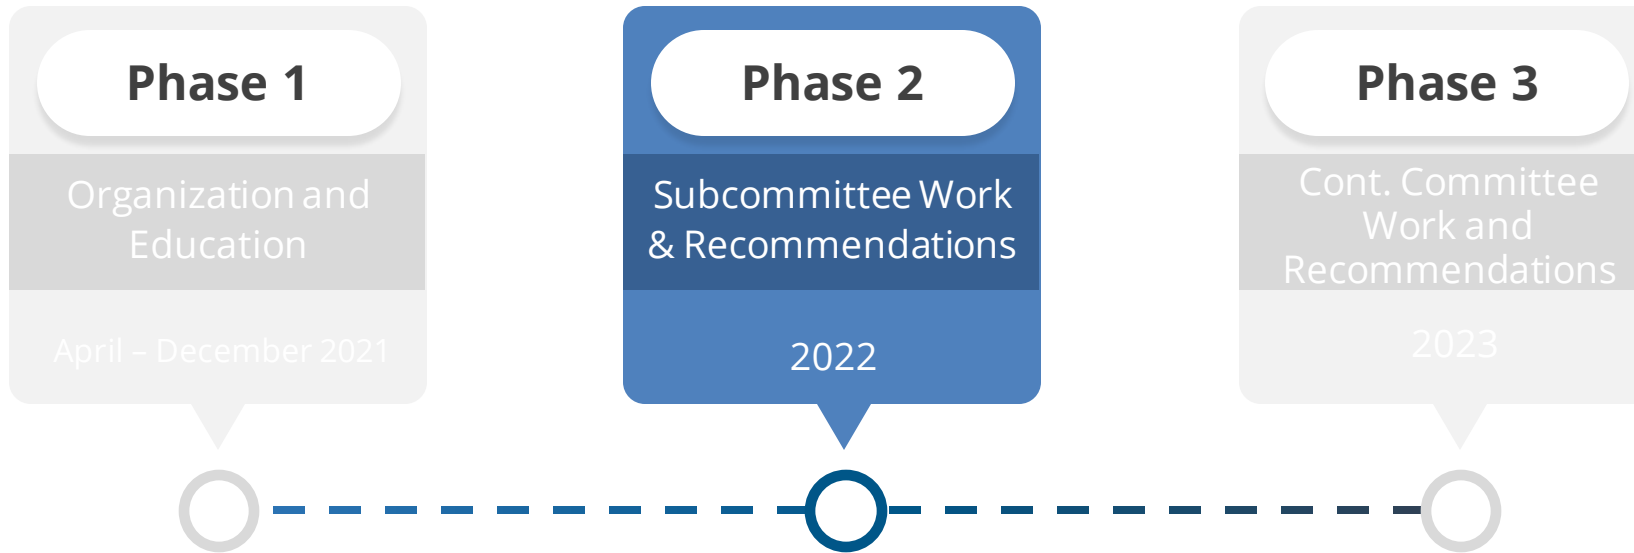 Phase 1
Organization and
Education
April – December 2021
Phase 2
Subcommittee Work
& Recommendations
2022
Phase 3
Cont. Committee
Work and
Recommendations
2023